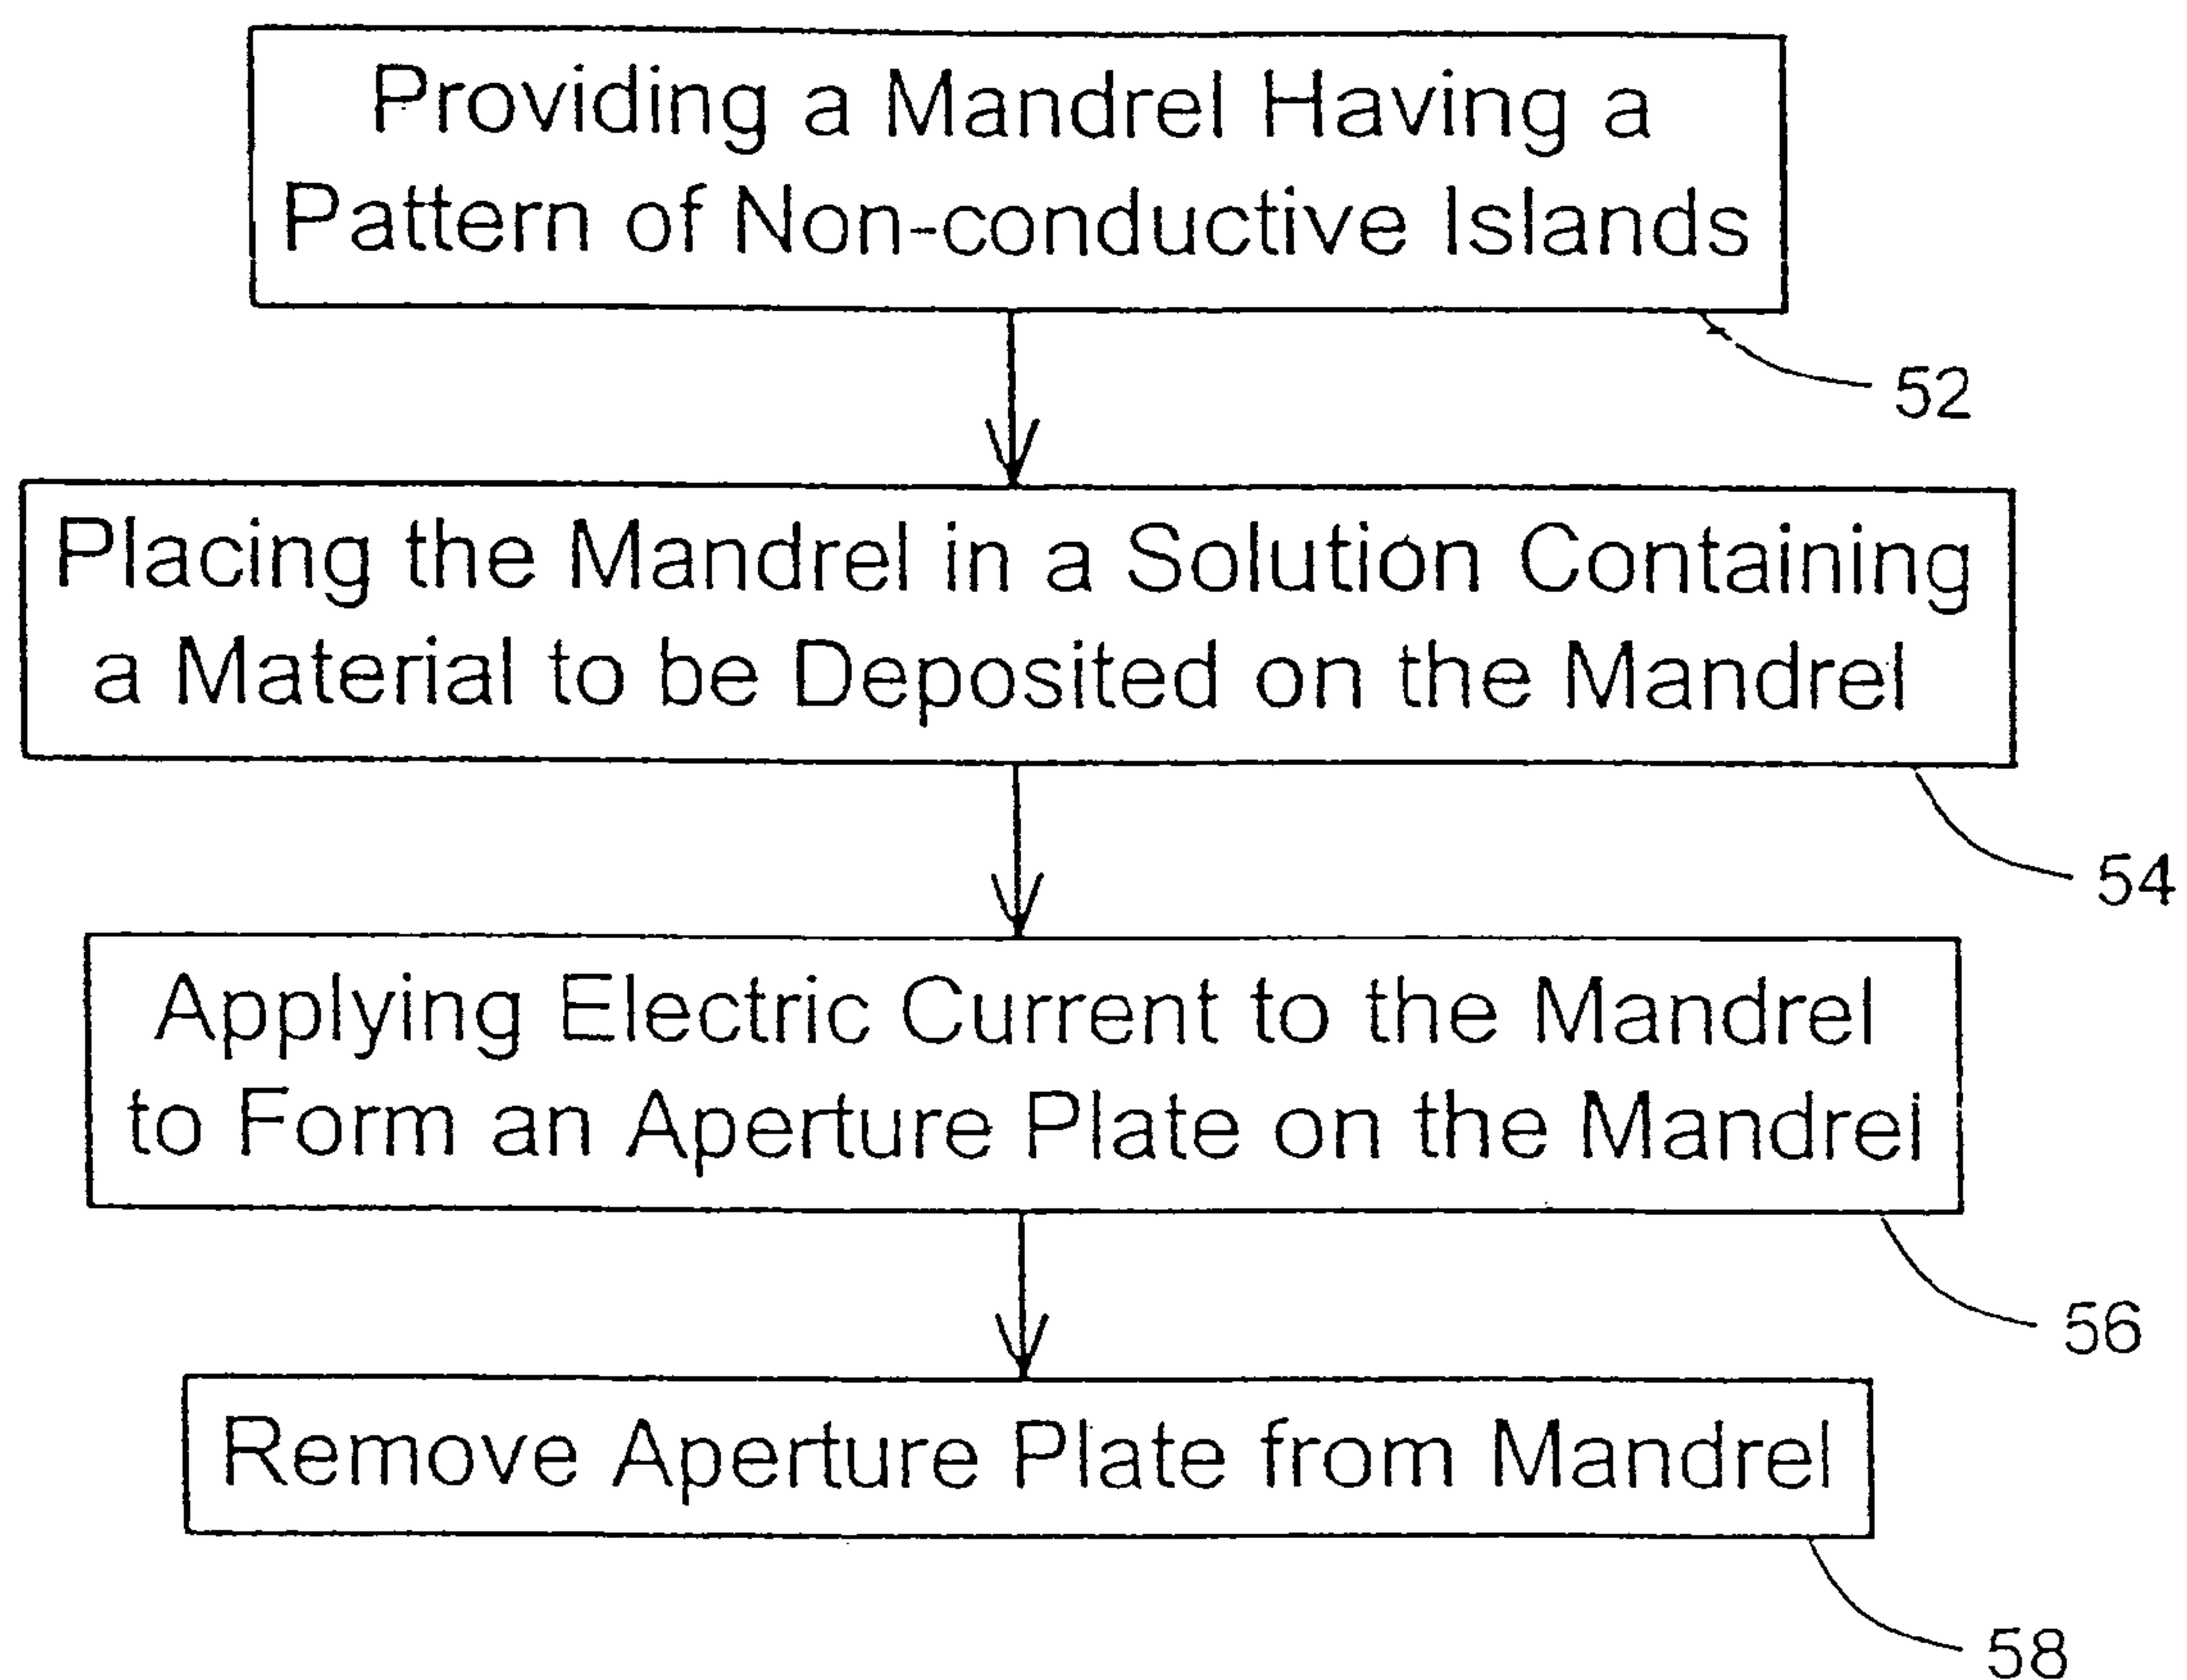 Providing a Mandrel Having a
Pattern of Non-conductive Islands
52
Placing the Mandrel in a Solution Containing
a Material to be Deposited on the Mandrel
54
Applying Electric Current to the Mandrel
to Form an Aperture Plate on the Mandrel
56
Remove Aperture Plate from Mandrel
58